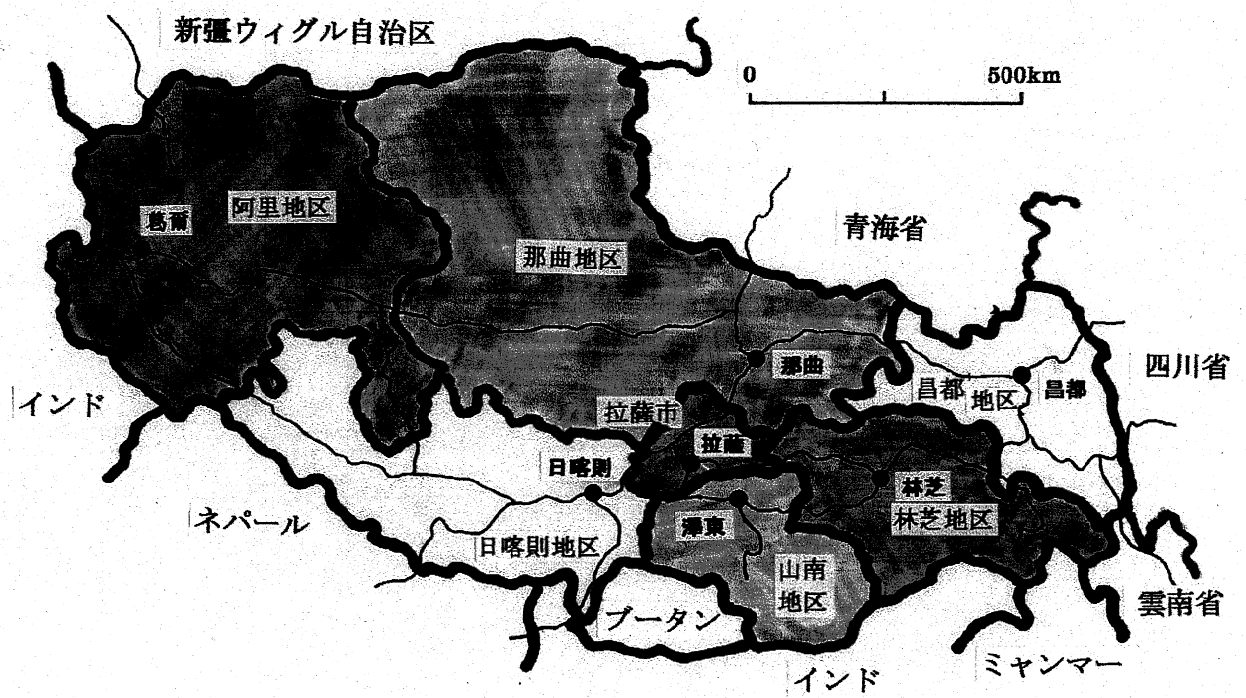 新疆ウィグル自治区
0
500km
葛爾
阿里地区
青海省
那曲地区
那曲
四川省
昌都
地区
昌都
インド
拉薩市
拉薩
日喀則
林芝
林芝地区
ネパール
澤東
日喀則地区
山南
地区
雲南省
ブータン
ミャンマー
インド